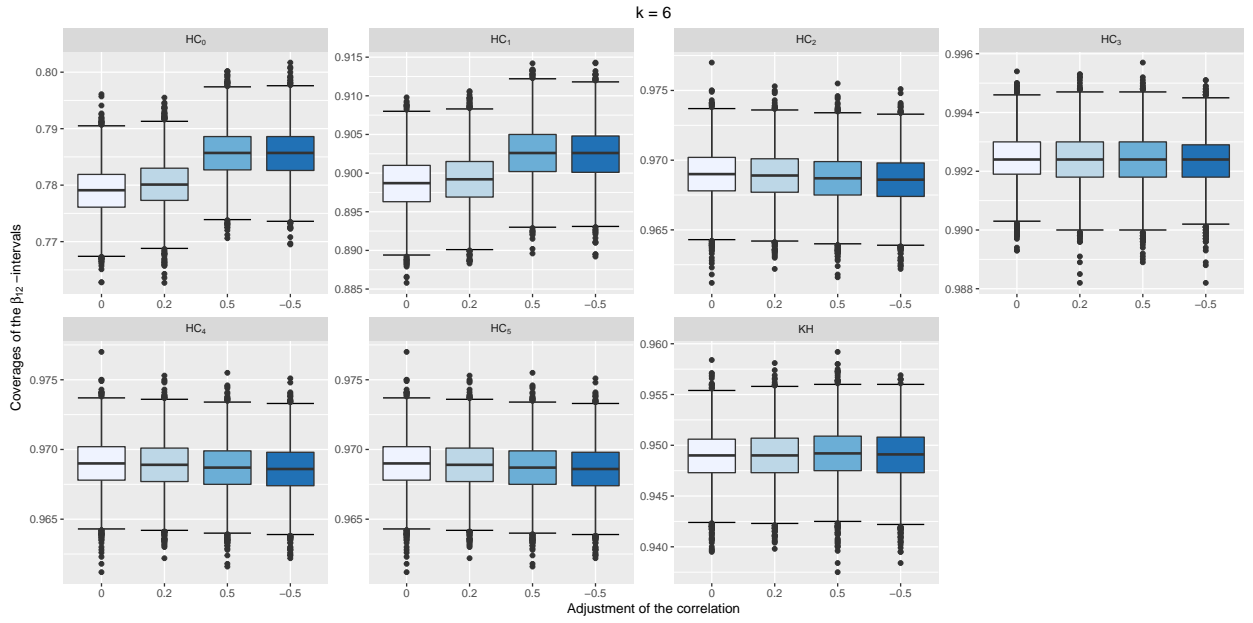 k = 6
HC₀
HC₁
HC₂
HC₃
0.80
0.79
0.78
0.77
0.915
0.910
0.905
0.900
0.895
0.890
0.885
0.975
0.970
0.965
0.996
0.994
0.992
0.990
0.988
0 0.2 0.5 −0.5
0 0.2 0.5 −0.5
0 0.2 0.5 −0.5
0 0.2 0.5 −0.5
Coverages of the β₁₂ −intervals
HC₄
HC₅
KH
0.975
0.970
0.965
0.975
0.970
0.965
0.960
0.955
0.950
0.945
0.940
0 0.2 0.5 −0.5
0 0.2 0.5 −0.5
0 0.2 0.5 −0.5
Adjustment of the correlation